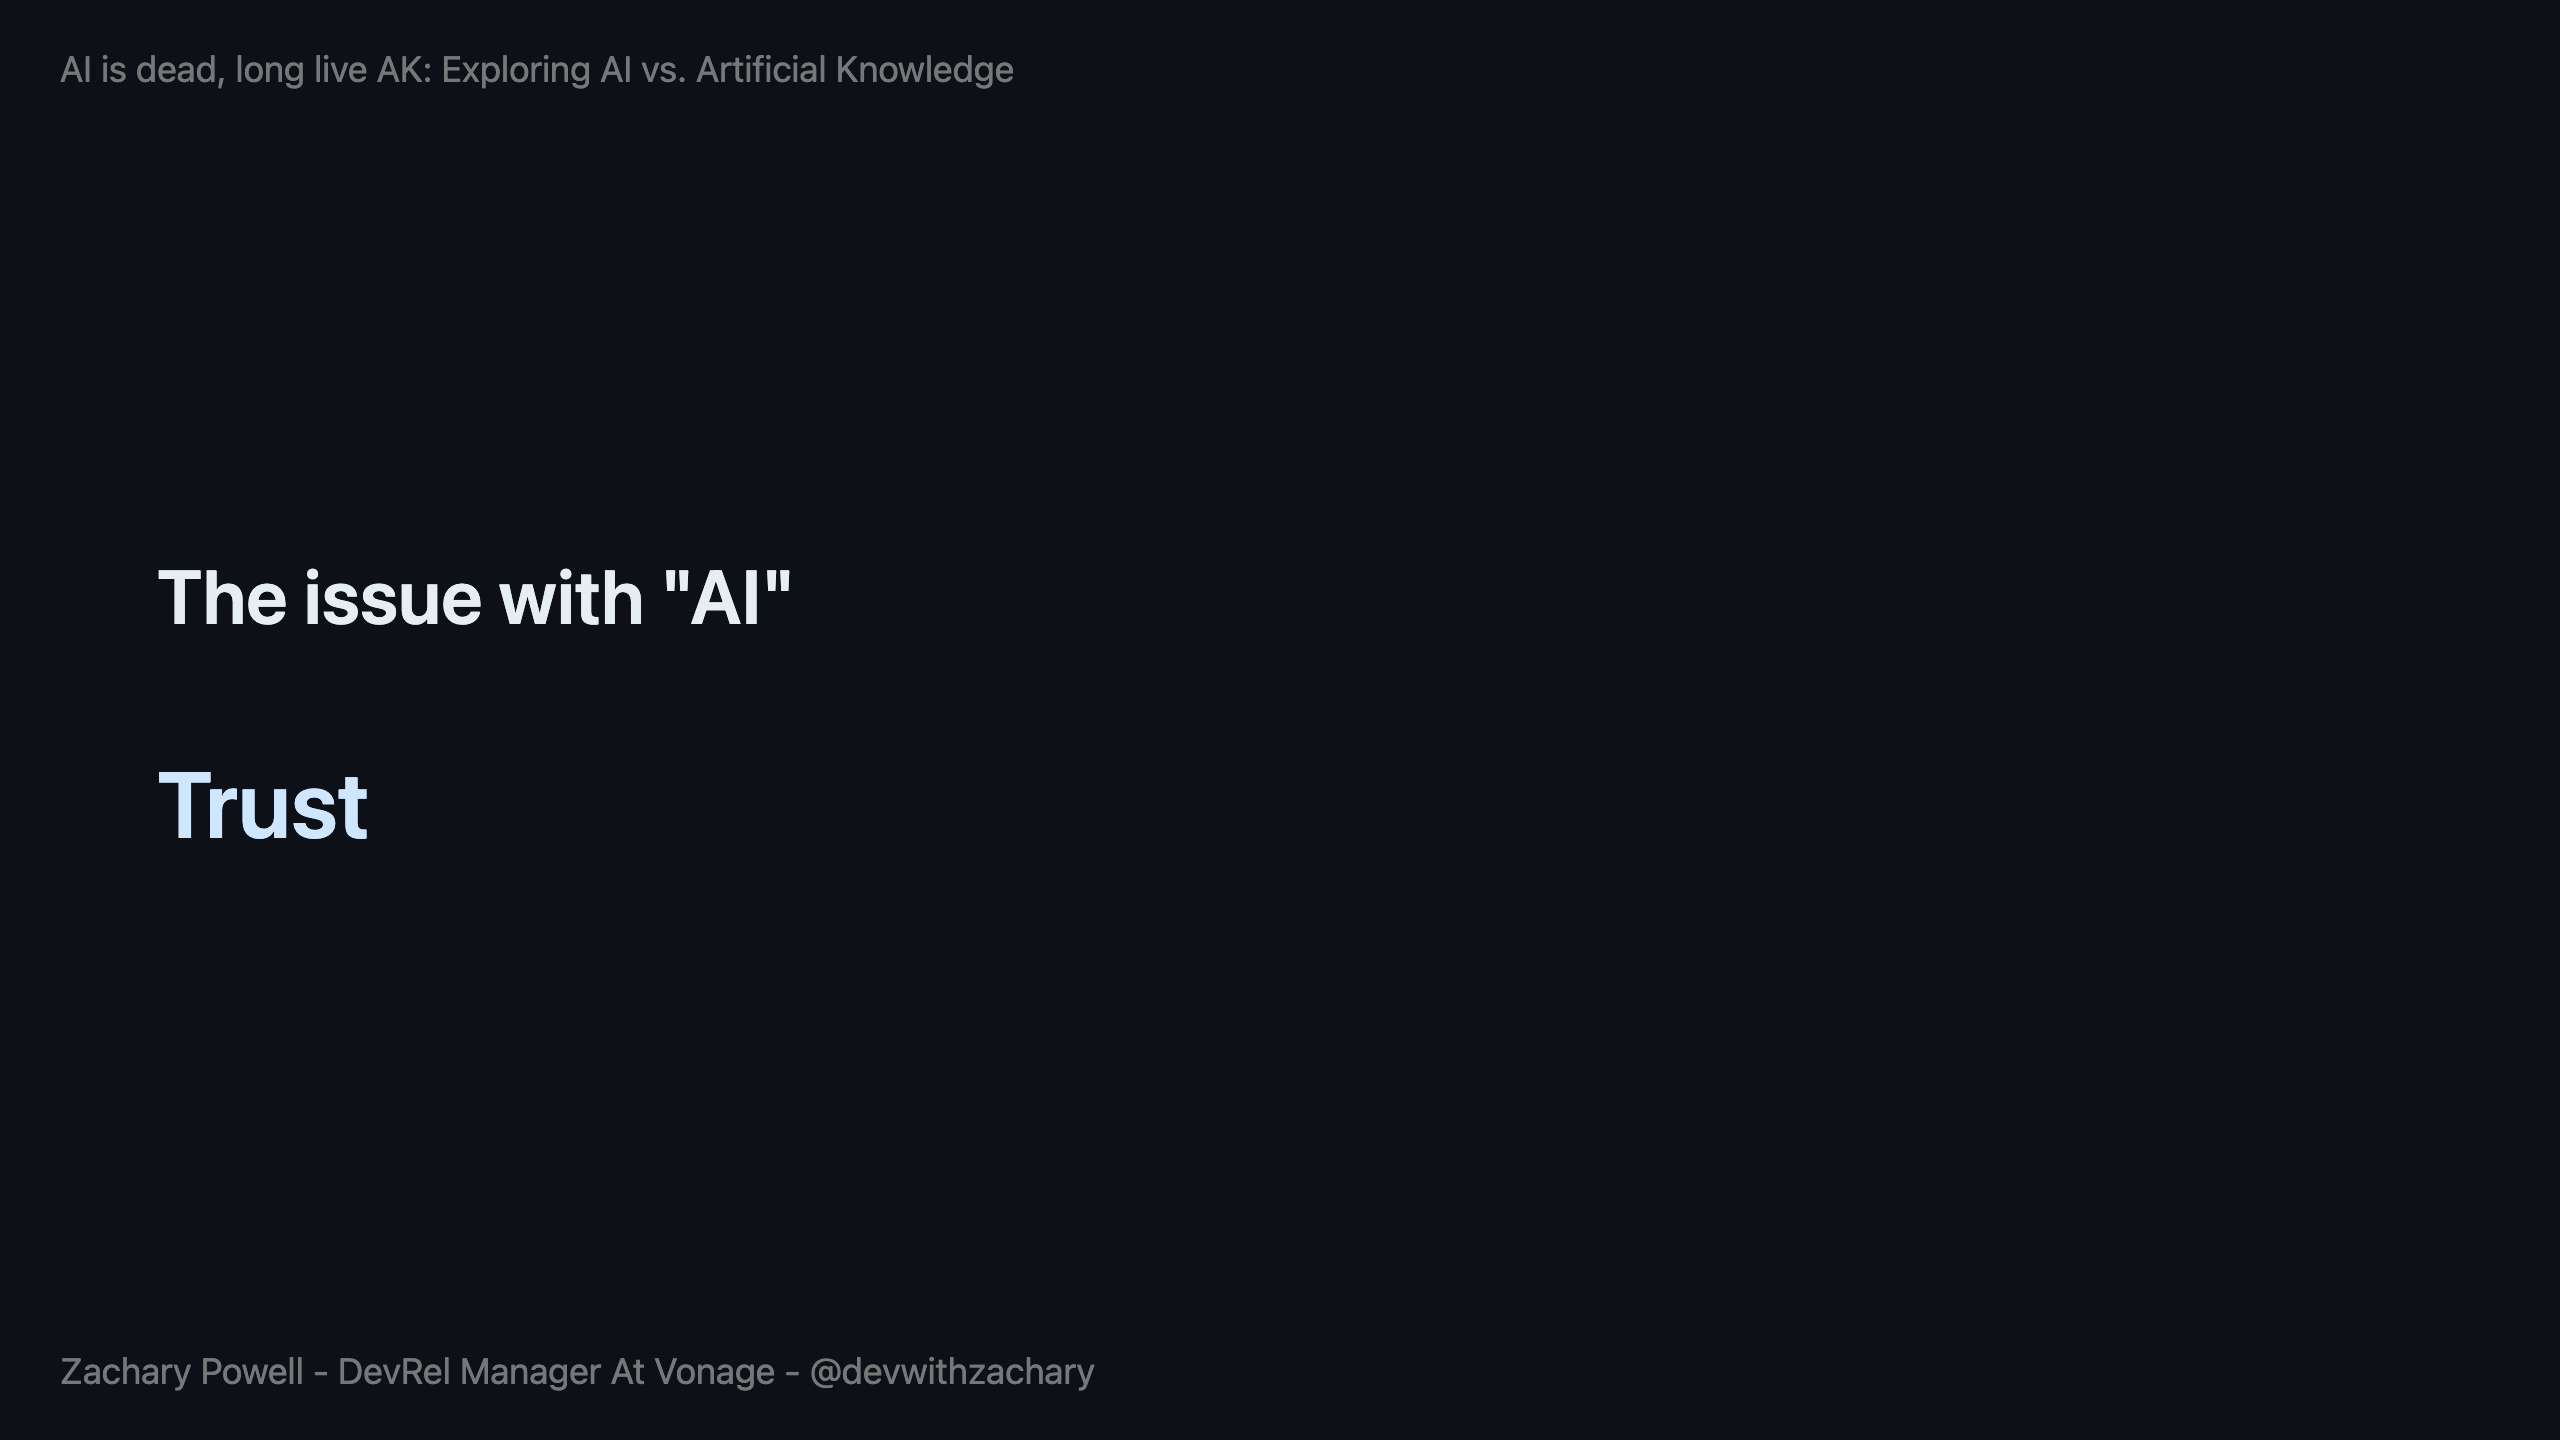 AI is dead, long live AK: Exploring AI vs. Artificial Knowledge
The issue with "AI"
Trust
Zachary Powell - DevRel Manager At Vonage - @devwithzachary